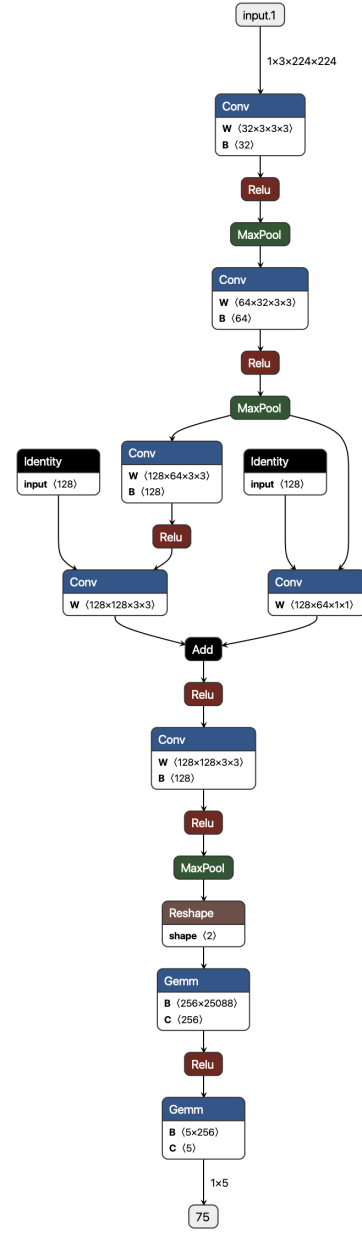 input.1
1×3×224×224
Conv
W ⟨32×3×3×3⟩
B ⟨32⟩
Relu
MaxPool
Conv
W ⟨64×32×3×3⟩
B ⟨64⟩
Relu
MaxPool
Identity
input ⟨128⟩
Conv
W ⟨128×64×3×3⟩
B ⟨128⟩
Identity
input ⟨128⟩
Relu
Conv
W ⟨128×128×3×3⟩
Conv
W ⟨128×64×1×1⟩
Add
Relu
Conv
W ⟨128×128×3×3⟩
B ⟨128⟩
Relu
MaxPool
Reshape
shape ⟨2⟩
Gemm
B ⟨256×25088⟩
C ⟨256⟩
Relu
Gemm
B ⟨5×256⟩
C ⟨5⟩
1×5
75